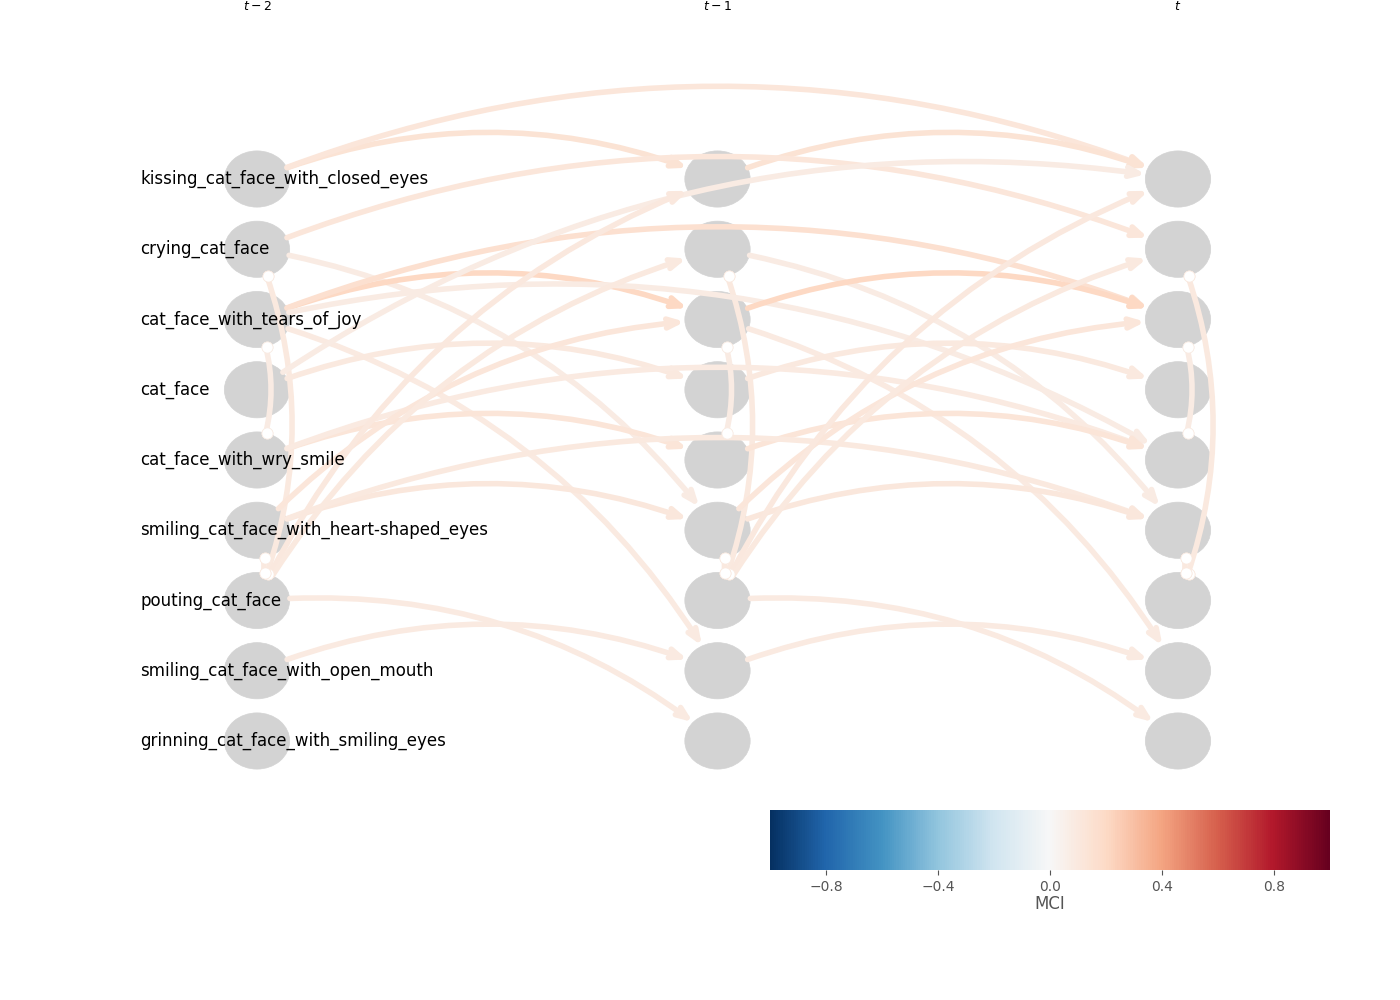 t − 2 t − 1 t
kissing_cat_face_with_closed_eyes
crying_cat_face
cat_face_with_tears_of_joy
cat_face
cat_face_with_wry_smile
smiling_cat_face_with_heart-shaped_eyes
pouting_cat_face
smiling_cat_face_with_open_mouth
grinning_cat_face_with_smiling_eyes
−0.8 −0.4 0.0 0.4 0.8
MCI